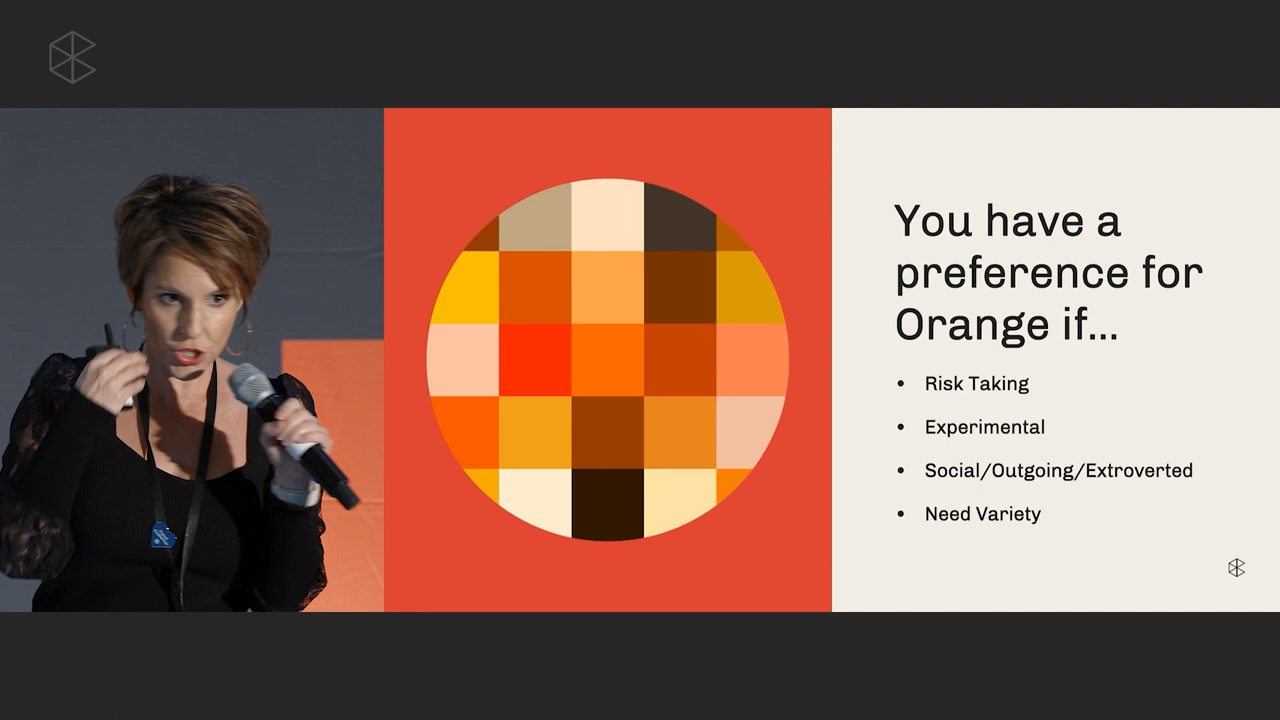 You have a
preference for
Orange if...
• Risk Taking
• Experimental
• Social/Outgoing/Extroverted
• Need Variety